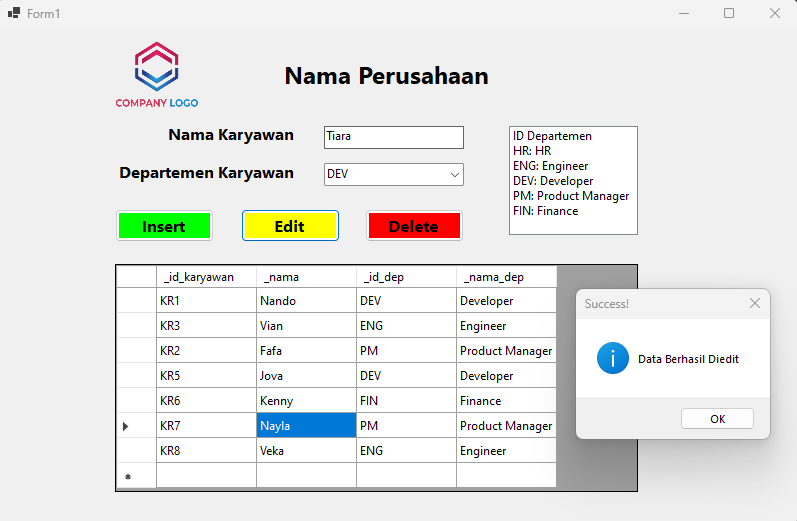 Form1
COMPANY LOGO
Nama Perusahaan
Nama Karyawan
Tiara
Departemen Karyawan
DEV
ID Departemen
HR: HR
ENG: Engineer
DEV: Developer
PM: Product Manager
FIN: Finance
Insert
Edit
Delete
_id_karyawan _nama _id_dep _nama_dep
KR1 Nando DEV Developer
KR3 Vian ENG Engineer
KR2 Fafa PM Product Manager
KR5 Jova DEV Developer
KR6 Kenny FIN Finance
KR7 Nayla PM Product Manager
KR8 Veka ENG Engineer
Success!
Data Berhasil Diedit
OK